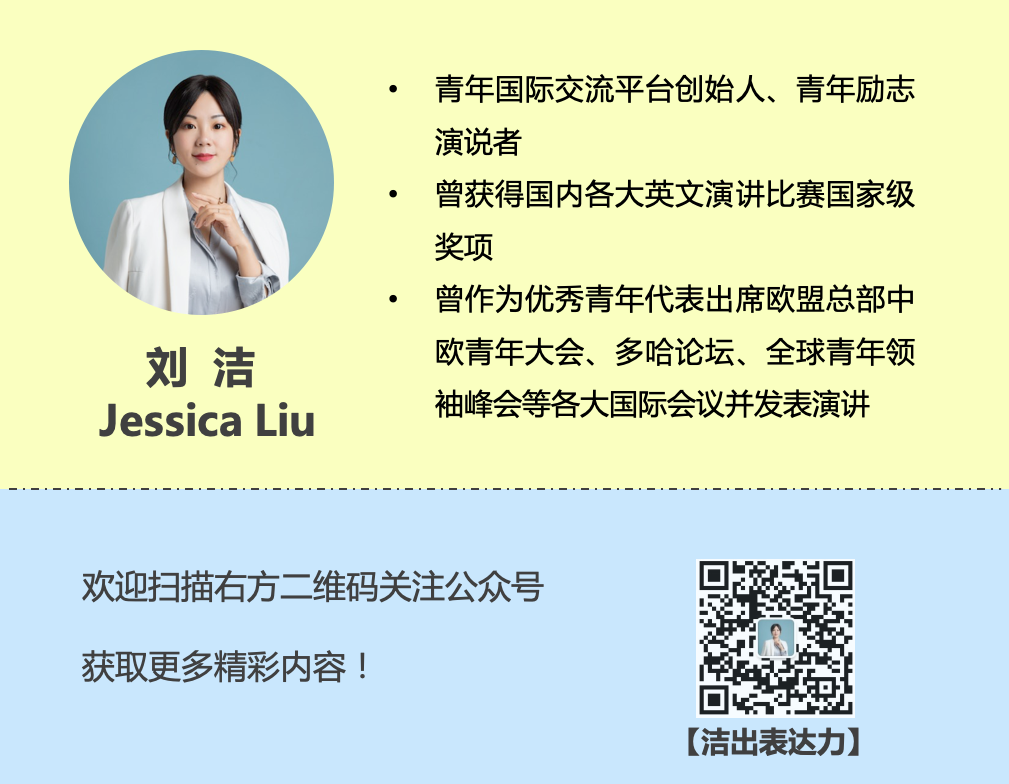 刘 洁
Jessica Liu
• 青年国际交流平台创始人、青年励志
演说者
• 曾获得国内各大英文演讲比赛国家级
奖项
• 曾作为优秀青年代表出席欧盟总部中
欧青年大会、多哈论坛、全球青年领
袖峰会等各大国际会议并发表演讲
欢迎扫描右方二维码关注公众号
获取更多精彩内容！
【洁出表达力】